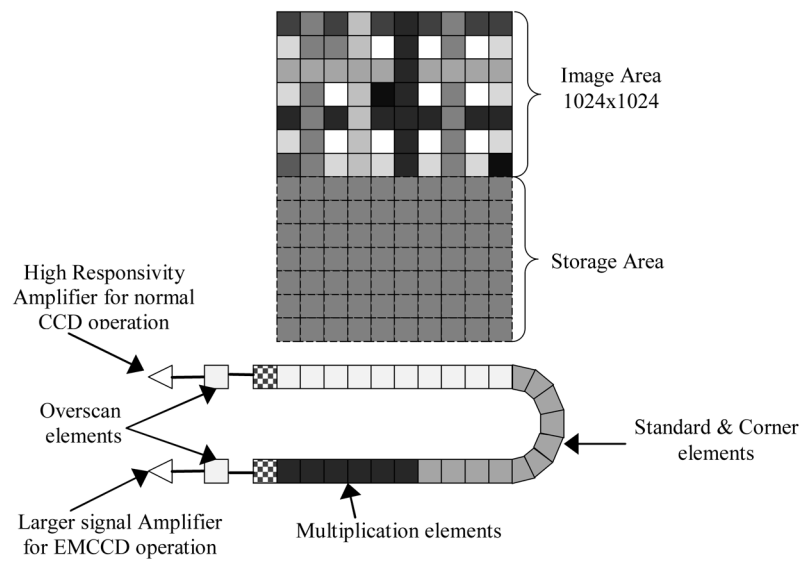 Image Area
1024x1024
Storage Area
High Responsivity
Amplifier for normal
CCD operation
Overscan
elements
Standard & Corner
elements
Larger signal Amplifier
for EMCCD operation
Multiplication elements